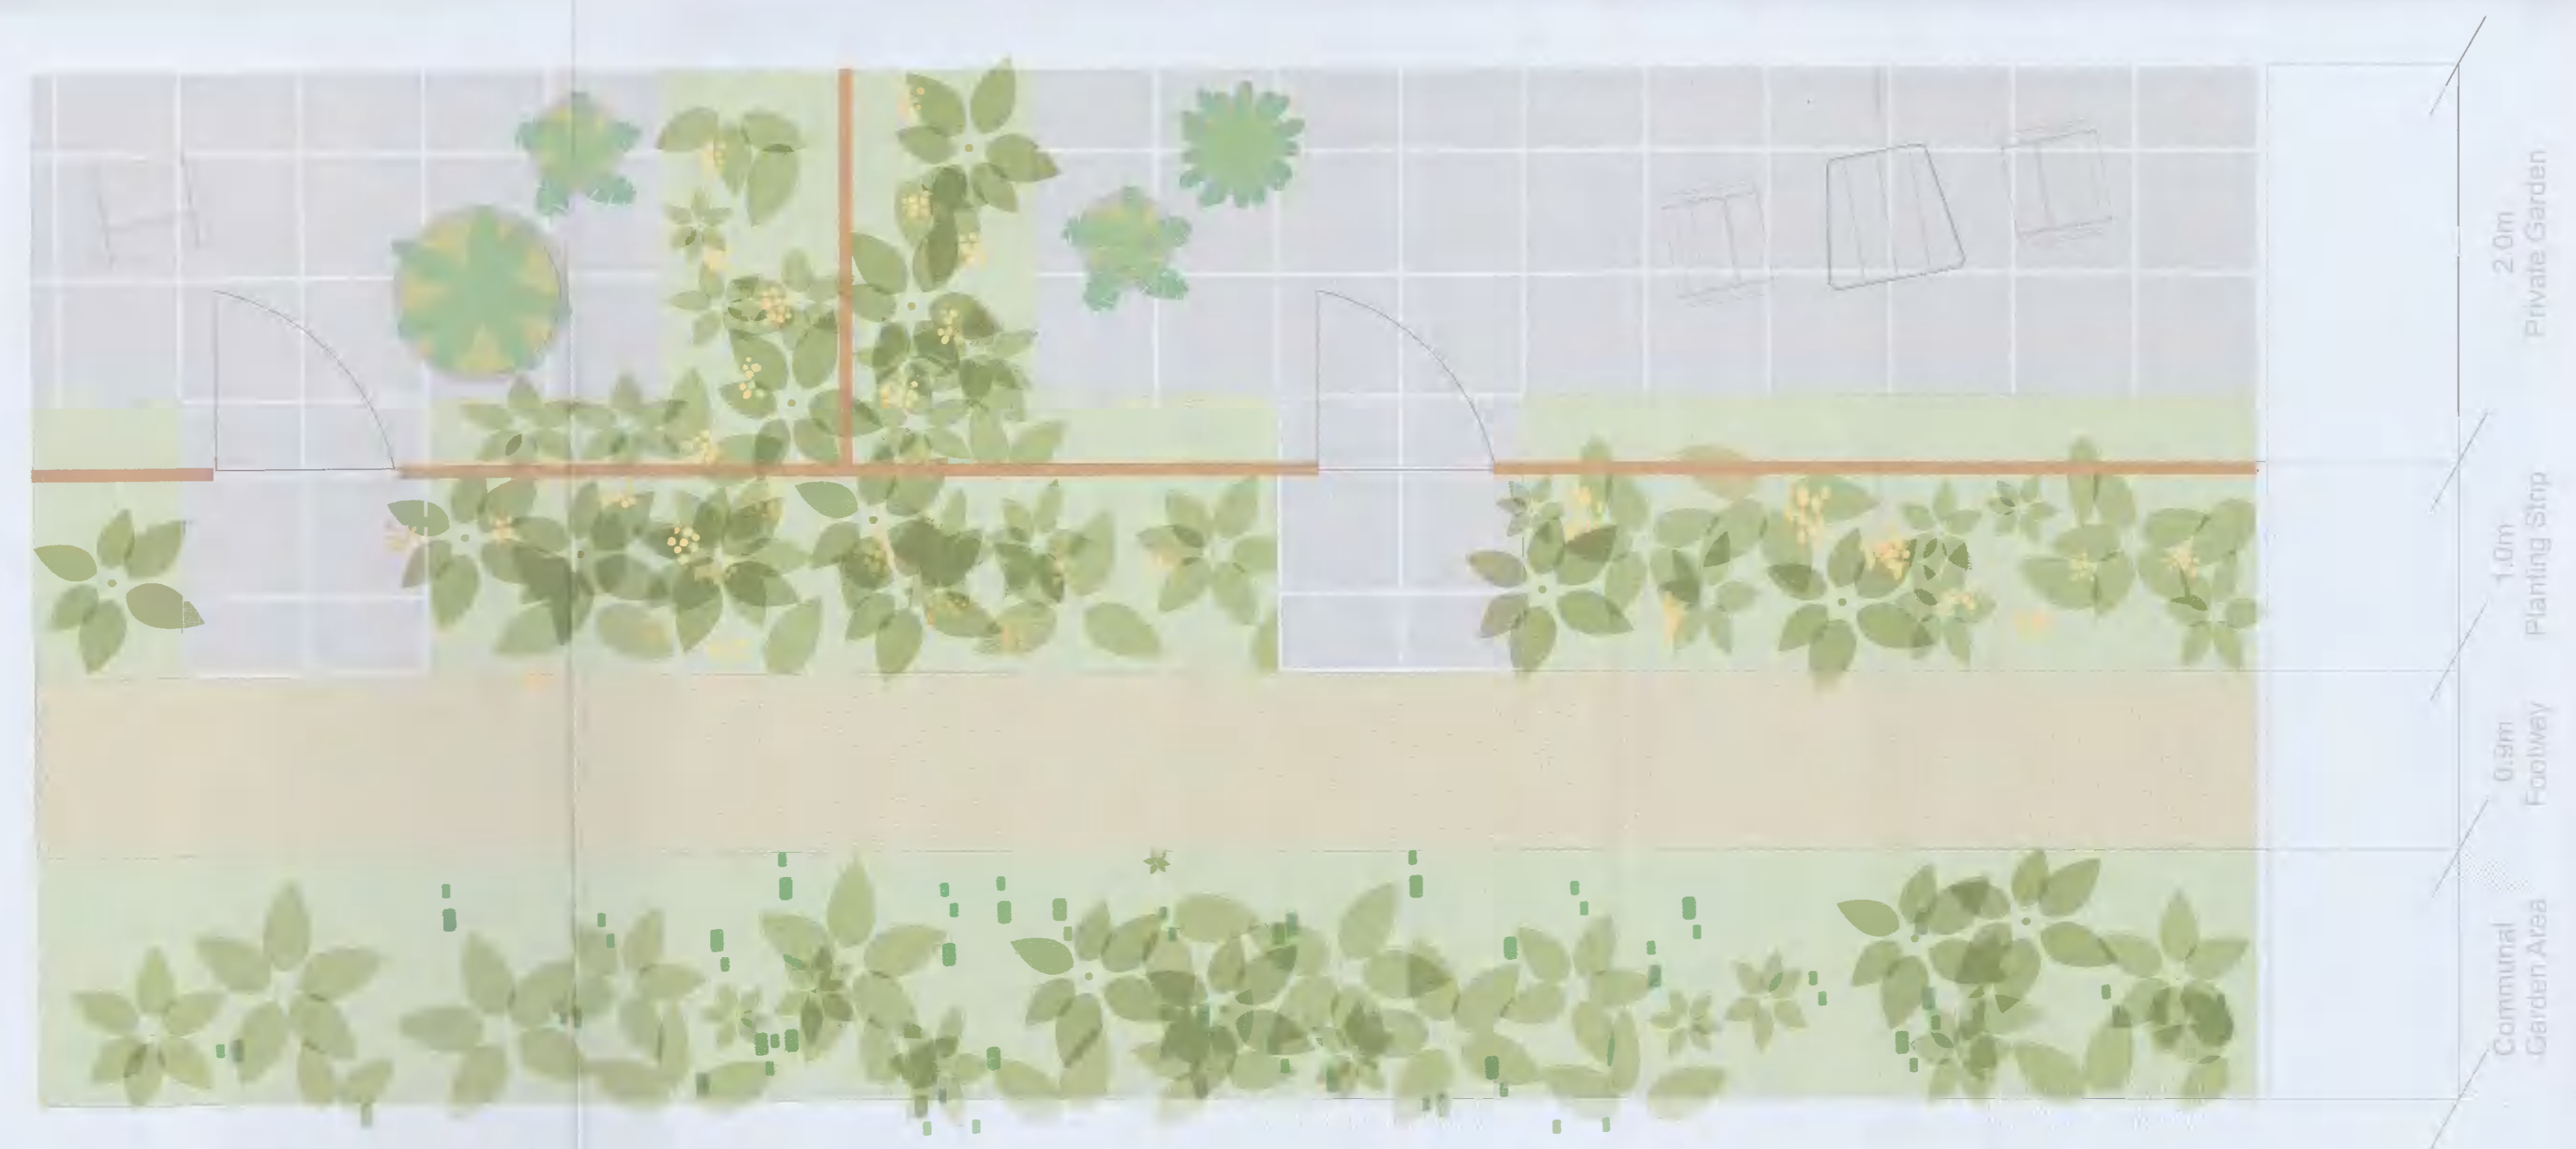 2.0m
Private Garden
1.0m
Planting Strip
0.9m
Footway
Communal
Garden Area